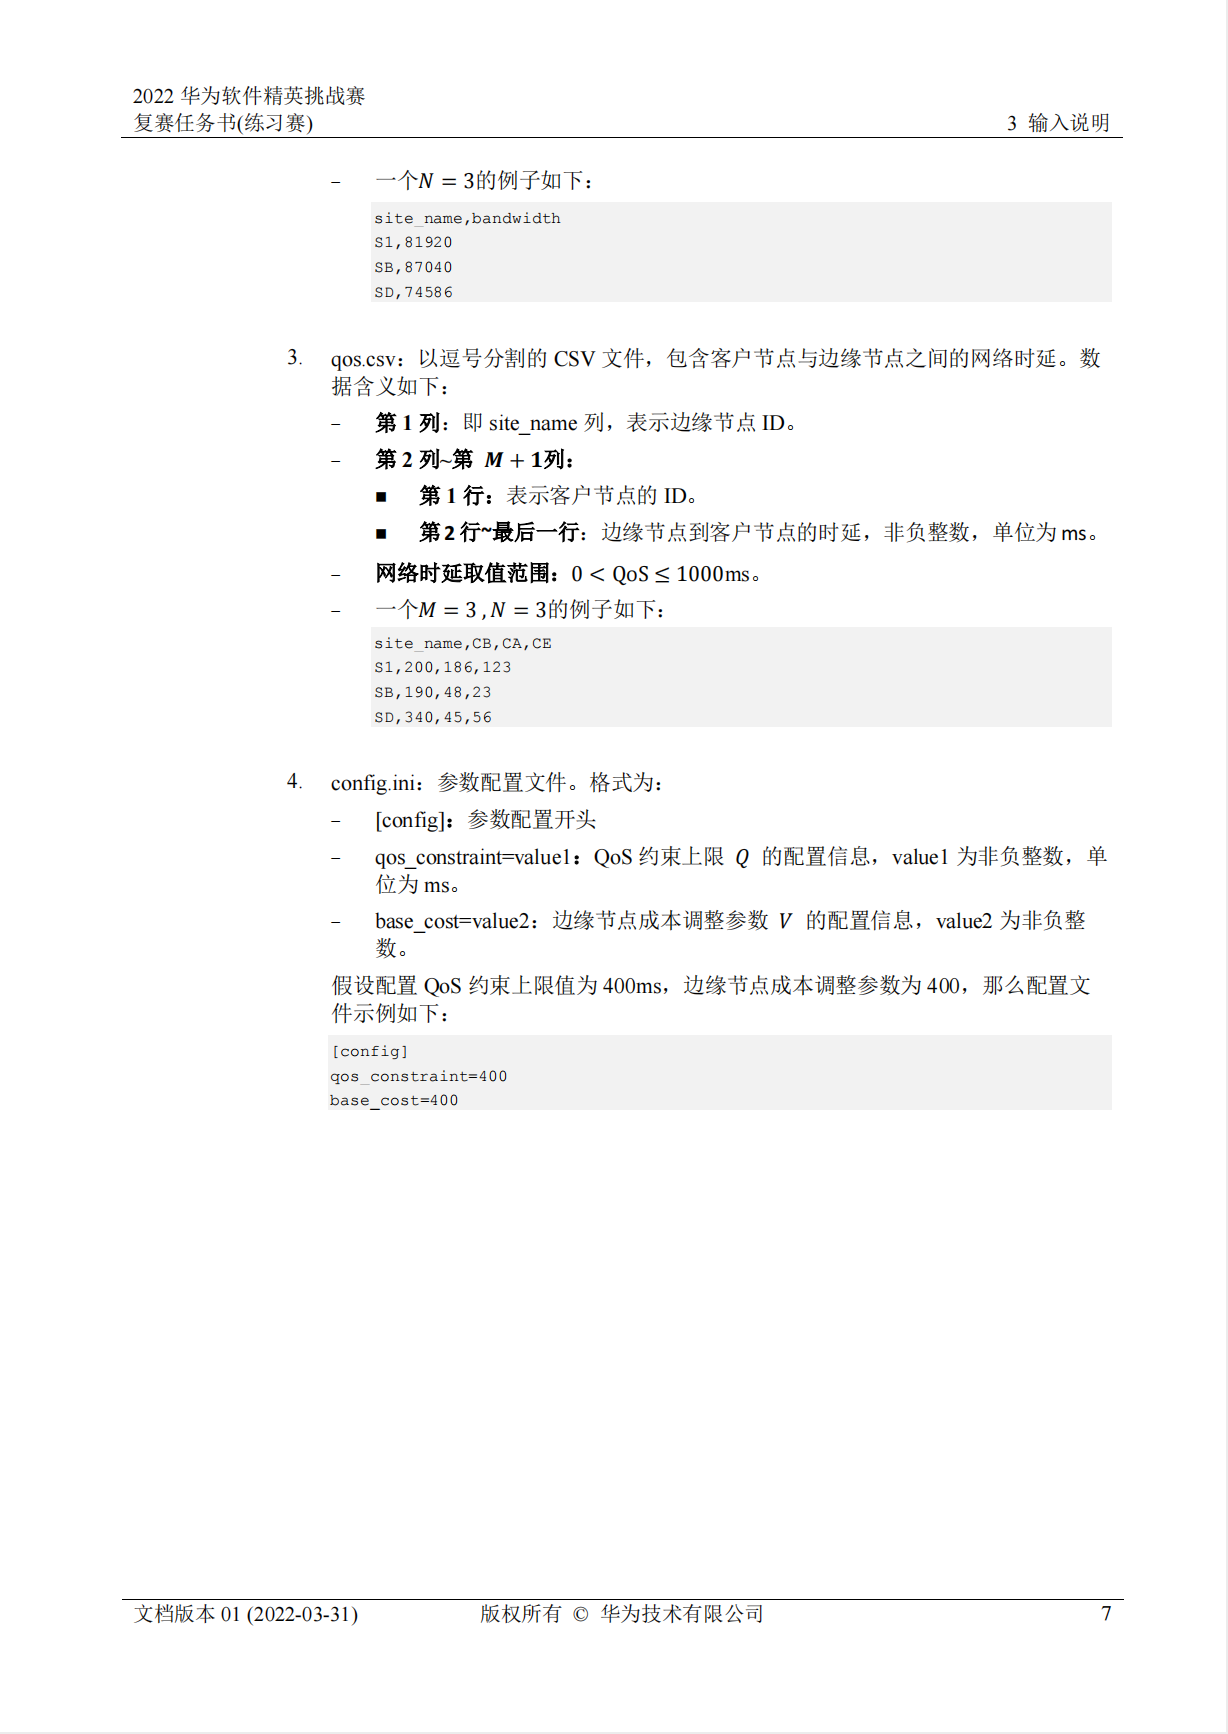 2022 华为软件精英挑战赛
复赛任务书(练习赛)
3 输入说明
– 一个N = 3的例子如下：
site_name,bandwidth
S1,81920
SB,87040
SD,74586
3. qos.csv：以逗号分割的 CSV 文件，包含客户节点与边缘节点之间的网络时延。数
据含义如下：
– 第 1 列：即 site_name 列，表示边缘节点 ID。
– 第 2 列~第 M + 1列：
■ 第 1 行：表示客户节点的 ID。
■ 第 2 行~最后一行：边缘节点到客户节点的时延，非负整数，单位为 ms。
– 网络时延取值范围：0 < QoS ≤ 1000ms。
– 一个M = 3 , N = 3的例子如下：
site_name,CB,CA,CE
S1,200,186,123
SB,190,48,23
SD,340,45,56
4. config.ini：参数配置文件。格式为：
– [config]：参数配置开头
– qos_constraint=value1：QoS 约束上限 Q 的配置信息，value1 为非负整数，单
位为 ms。
– base_cost=value2：边缘节点成本调整参数 V 的配置信息，value2 为非负整
数。
假设配置 QoS 约束上限值为 400ms，边缘节点成本调整参数为 400，那么配置文
件示例如下：
[config]
qos_constraint=400
base_cost=400
文档版本 01 (2022-03-31)
版权所有 © 华为技术有限公司
7